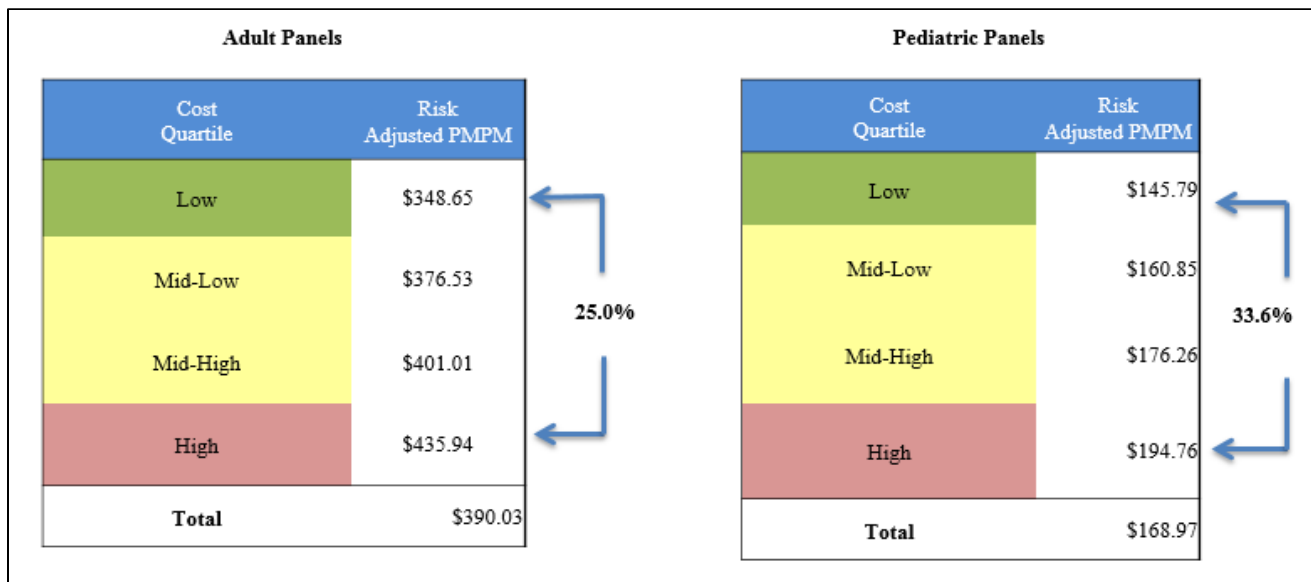 Adult Panels
Cost Quartile Risk Adjusted PMPM
Low $348.65
Mid-Low $376.53
Mid-High $401.01
High $435.94
Total $390.03
25.0%
Pediatric Panels
Cost Quartile Risk Adjusted PMPM
Low $145.79
Mid-Low $160.85
Mid-High $176.26
High $194.76
Total $168.97
33.6%